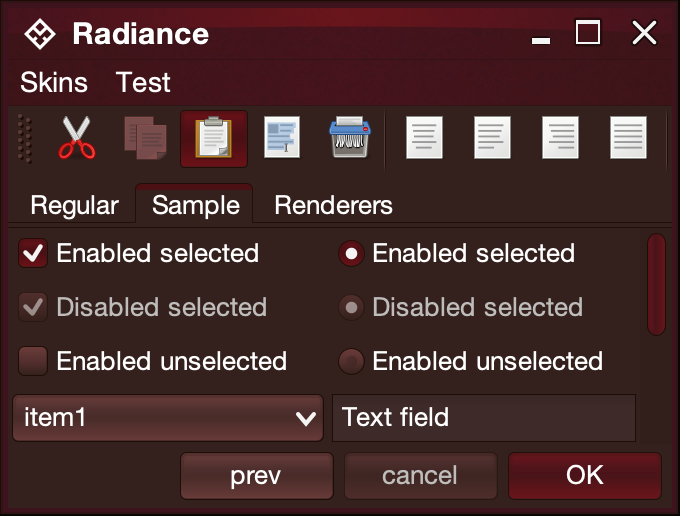 Radiance
Skins Test
Regular Sample Renderers
Enabled selected Enabled selected
Disabled selected Disabled selected
Enabled unselected Enabled unselected
item1 Text field
prev cancel OK